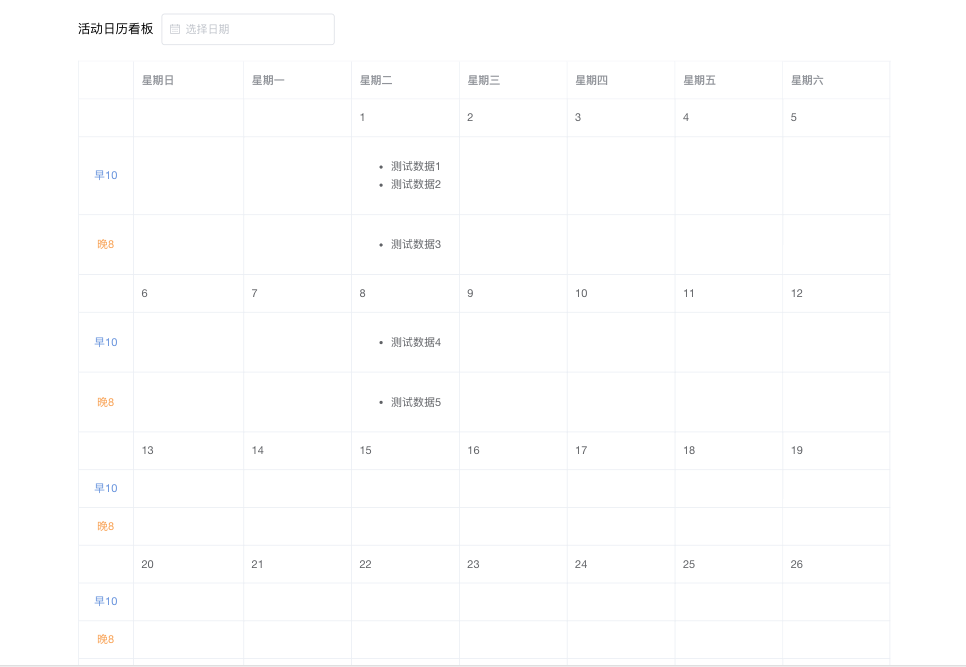 活动日历看板 选择日期
星期日 星期一 星期二 星期三 星期四 星期五 星期六
1 2 3 4 5
早10
• 测试数据1
• 测试数据2
晚8
• 测试数据3
6 7 8 9 10 11 12
早10
• 测试数据4
晚8
• 测试数据5
13 14 15 16 17 18 19
早10
晚8
20 21 22 23 24 25 26
早10
晚8